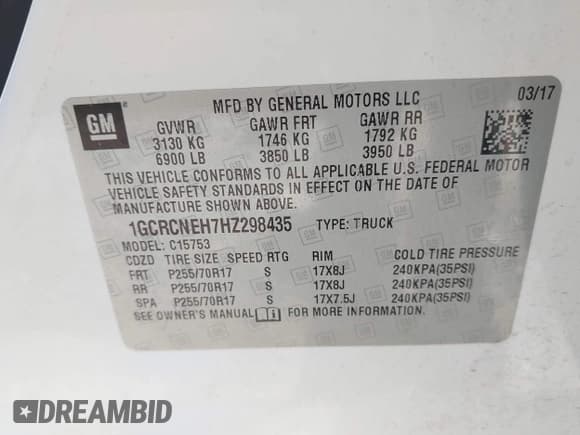 GM
MFD BY GENERAL MOTORS LLC 03/17
GVWR GAWR FRT GAWR RR
3130 KG 1746 KG 1792 KG
6900 LB 3850 LB 3950 LB
THIS VEHICLE CONFORMS TO ALL APPLICABLE U.S. FEDERAL MOTOR
VEHICLE SAFETY STANDARDS IN EFFECT ON THE DATE OF
MANUFACTURE SHOWN ABOVE.
1GCRCNEH7HZ298435 TYPE: TRUCK
MODEL: C15753
CDZD TIRE SIZE SPEED RTG RIM COLD TIRE PRESSURE
FRT P255/70R17 S 17X8J 240KPA(35PSI)
RR P255/70R17 S 17X8J 240KPA(35PSI)
SPA P255/70R17 S 17X7.5J 240KPA(35PSI)
SEE OWNER'S MANUAL FOR MORE INFORMATION.
DREAMBID